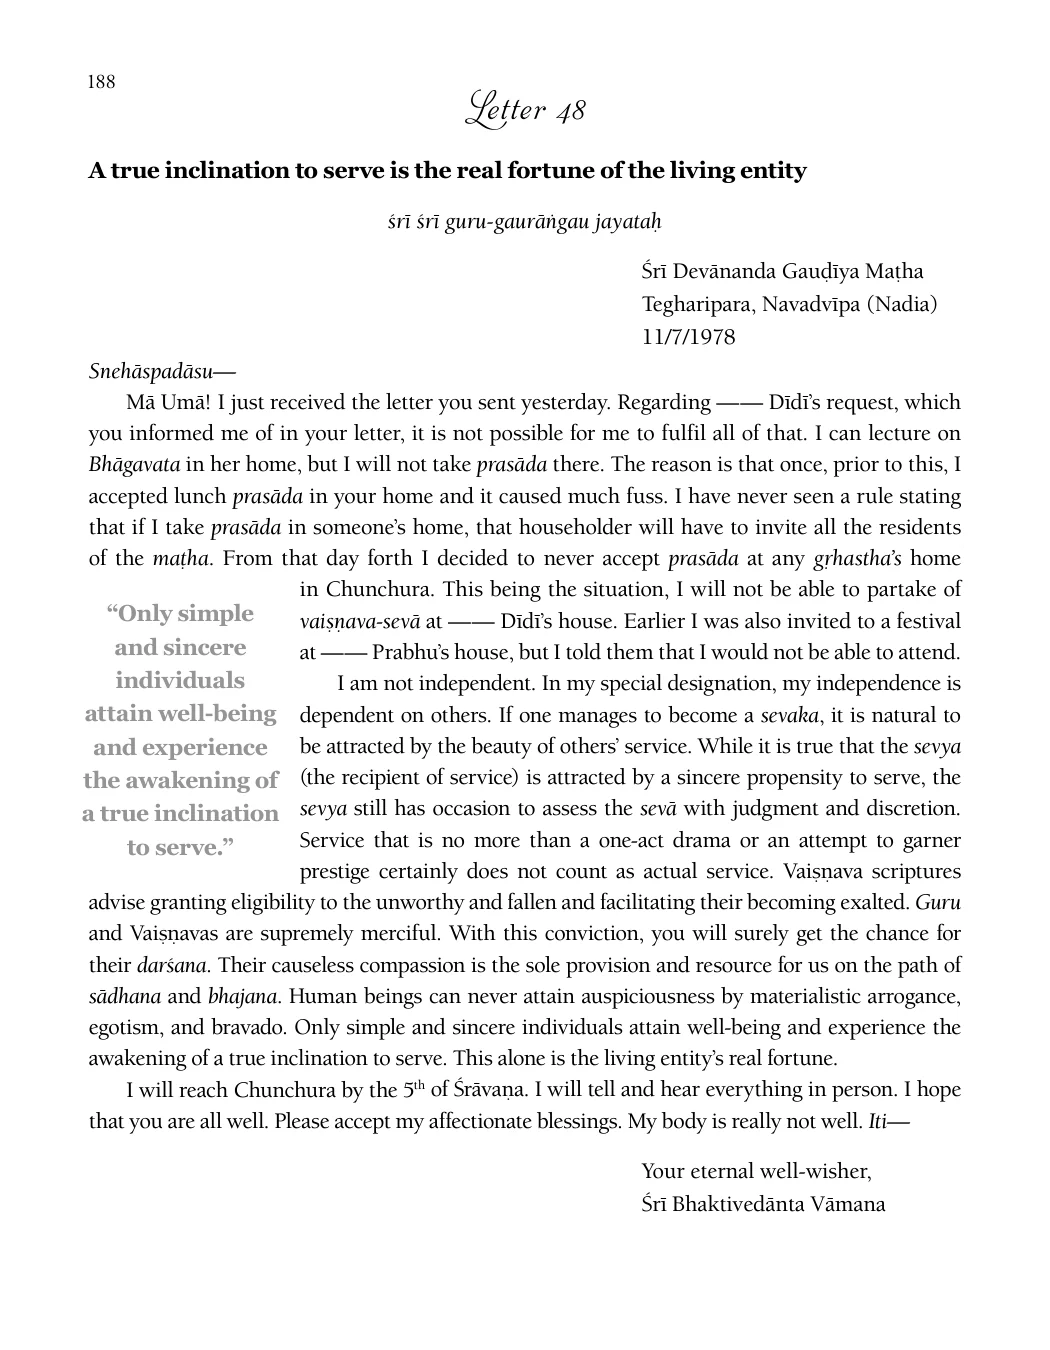 188
Letter 48
A true inclination to serve is the real fortune of the living entity
śrī śrī guru-gaurāṅgau jayataḥ
Śrī Devānanda Gauḍīya Maṭha
Tegharipara, Navadvīpa (Nadia)
11/7/1978
Snehāspadāsu—
Mā Umā! I just received the letter you sent yesterday. Regarding —— Dīdī’s request, which
you informed me of in your letter, it is not possible for me to fulfil all of that. I can lecture on
Bhāgavata in her home, but I will not take prasāda there. The reason is that once, prior to this, I
accepted lunch prasāda in your home and it caused much fuss. I have never seen a rule stating
that if I take prasāda in someone’s home, that householder will have to invite all the residents
of the maṭha. From that day forth I decided to never accept prasāda at any gṛhastha’s home
in Chunchura. This being the situation, I will not be able to partake of
vaiṣṇava-sevā at —— Dīdī’s house. Earlier I was also invited to a festival
at —— Prabhu’s house, but I told them that I would not be able to attend.
I am not independent. In my special designation, my independence is
dependent on others. If one manages to become a sevaka, it is natural to
be attracted by the beauty of others’ service. While it is true that the sevya
(the recipient of service) is attracted by a sincere propensity to serve, the
sevya still has occasion to assess the sevā with judgment and discretion.
Service that is no more than a one-act drama or an attempt to garner
prestige certainly does not count as actual service. Vaiṣṇava scriptures
“Only simple
and sincere
individuals
attain well-being
and experience
the awakening of
a true inclination
to serve.”
advise granting eligibility to the unworthy and fallen and facilitating their becoming exalted. Guru
and Vaiṣṇavas are supremely merciful. With this conviction, you will surely get the chance for
their darśana. Their causeless compassion is the sole provision and resource for us on the path of
sādhana and bhajana. Human beings can never attain auspiciousness by materialistic arrogance,
egotism, and bravado. Only simple and sincere individuals attain well-being and experience the
awakening of a true inclination to serve. This alone is the living entity’s real fortune.
I will reach Chunchura by the 5th of Śrāvaṇa. I will tell and hear everything in person. I hope
that you are all well. Please accept my affectionate blessings. My body is really not well. Iti—
Your eternal well-wisher,
Śrī Bhaktivedānta Vāmana